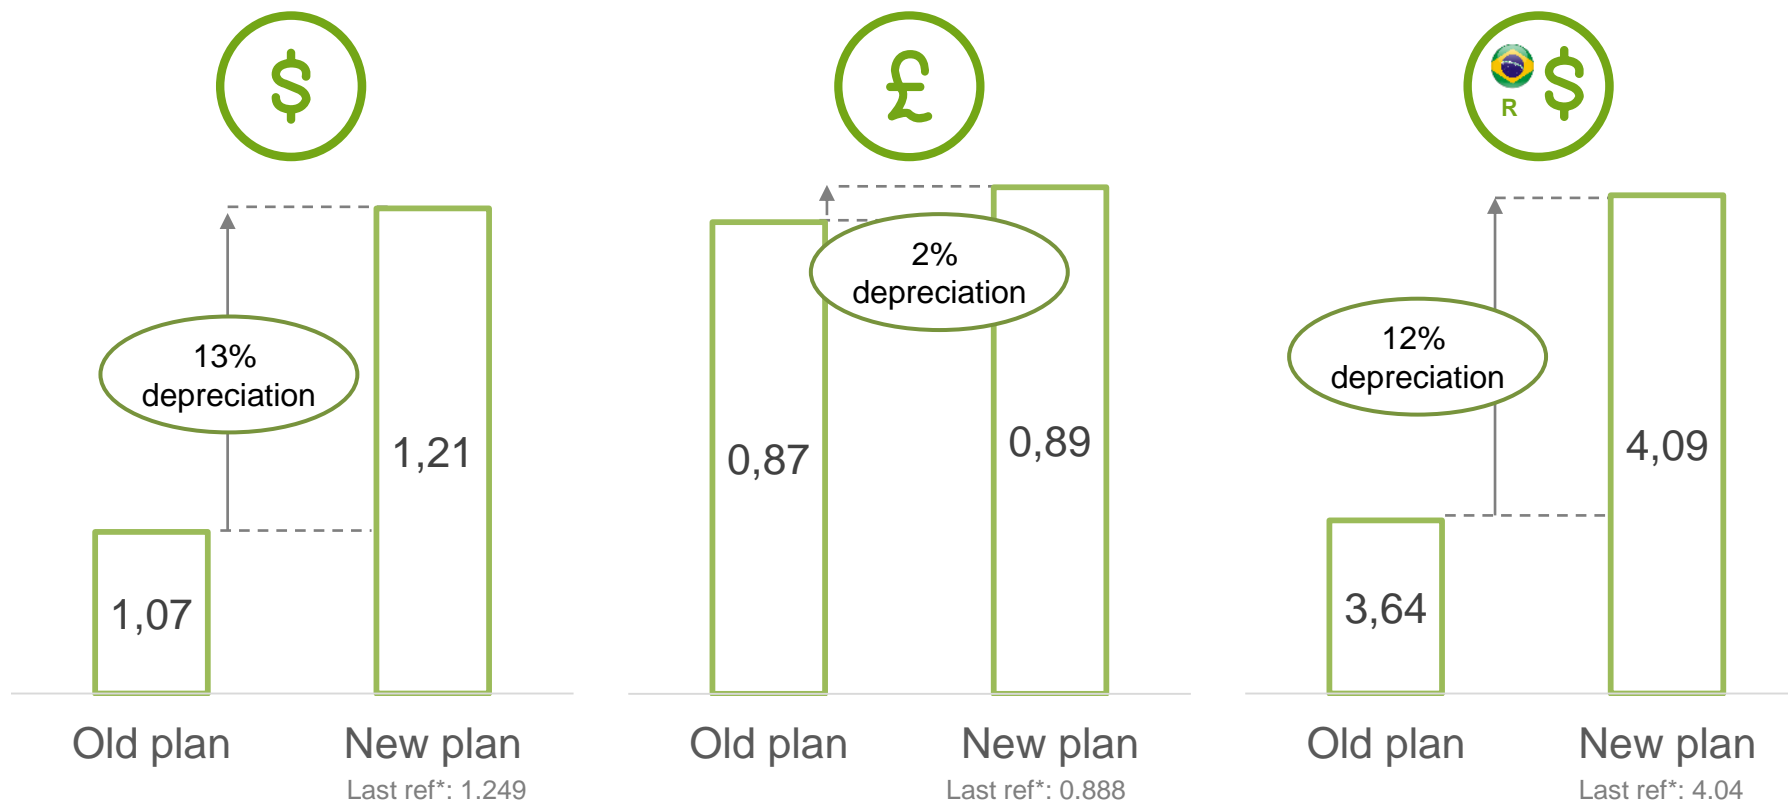 $
£
R $
13%
depreciation
1,07
1,21
Old plan
New plan
Last ref*: 1.249
2%
depreciation
0,87
0,89
Old plan
New plan
Last ref*: 0.888
12%
depreciation
3,64
4,09
Old plan
New plan
Last ref*: 4.04